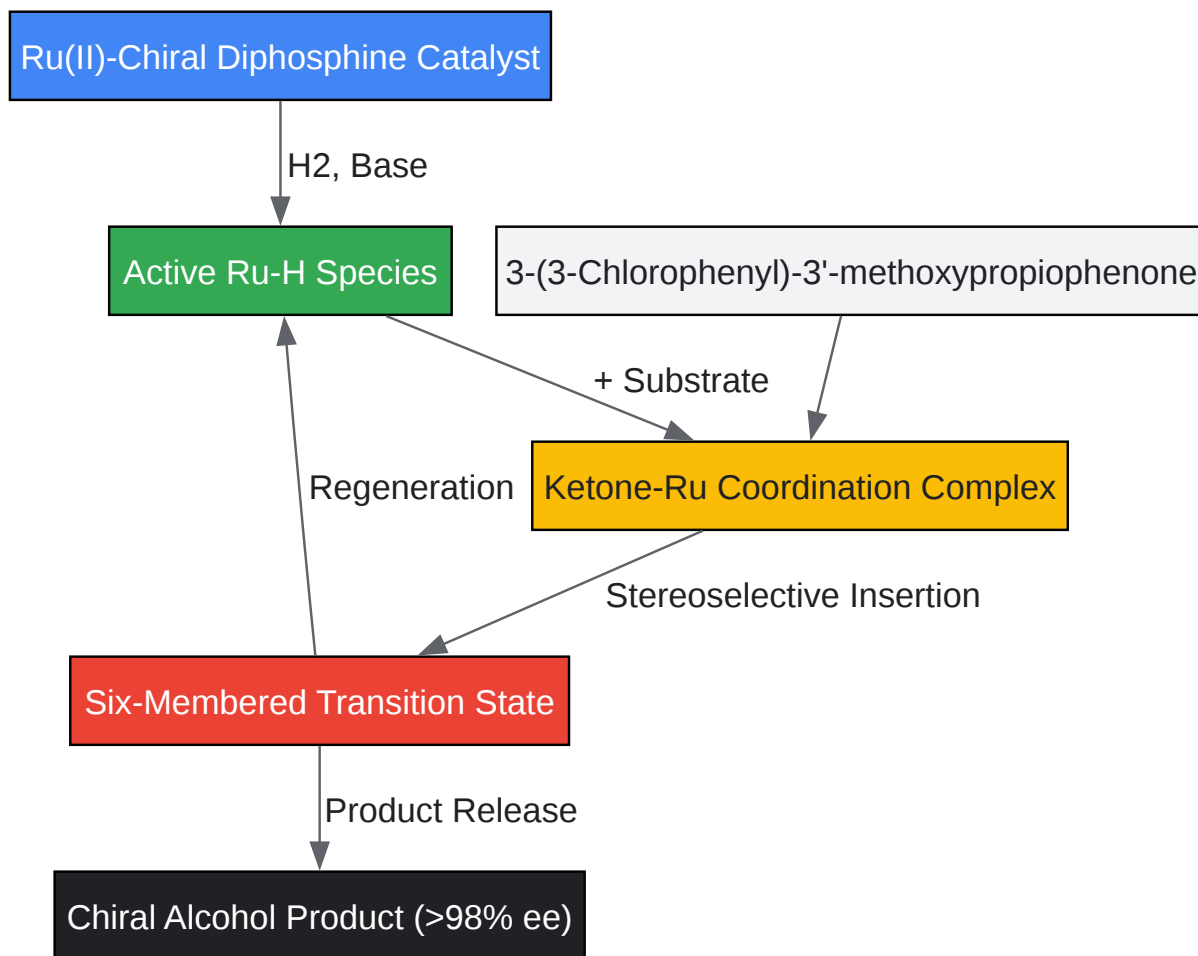 Ru(II)-Chiral Diphosphine Catalyst
H2, Base
Active Ru-H Species
3-(3-Chlorophenyl)-3'-methoxypropiophenone
+ Substrate
Regeneration
Ketone-Ru Coordination Complex
Stereoselective Insertion
Six-Membered Transition State
Product Release
Chiral Alcohol Product (>98% ee)